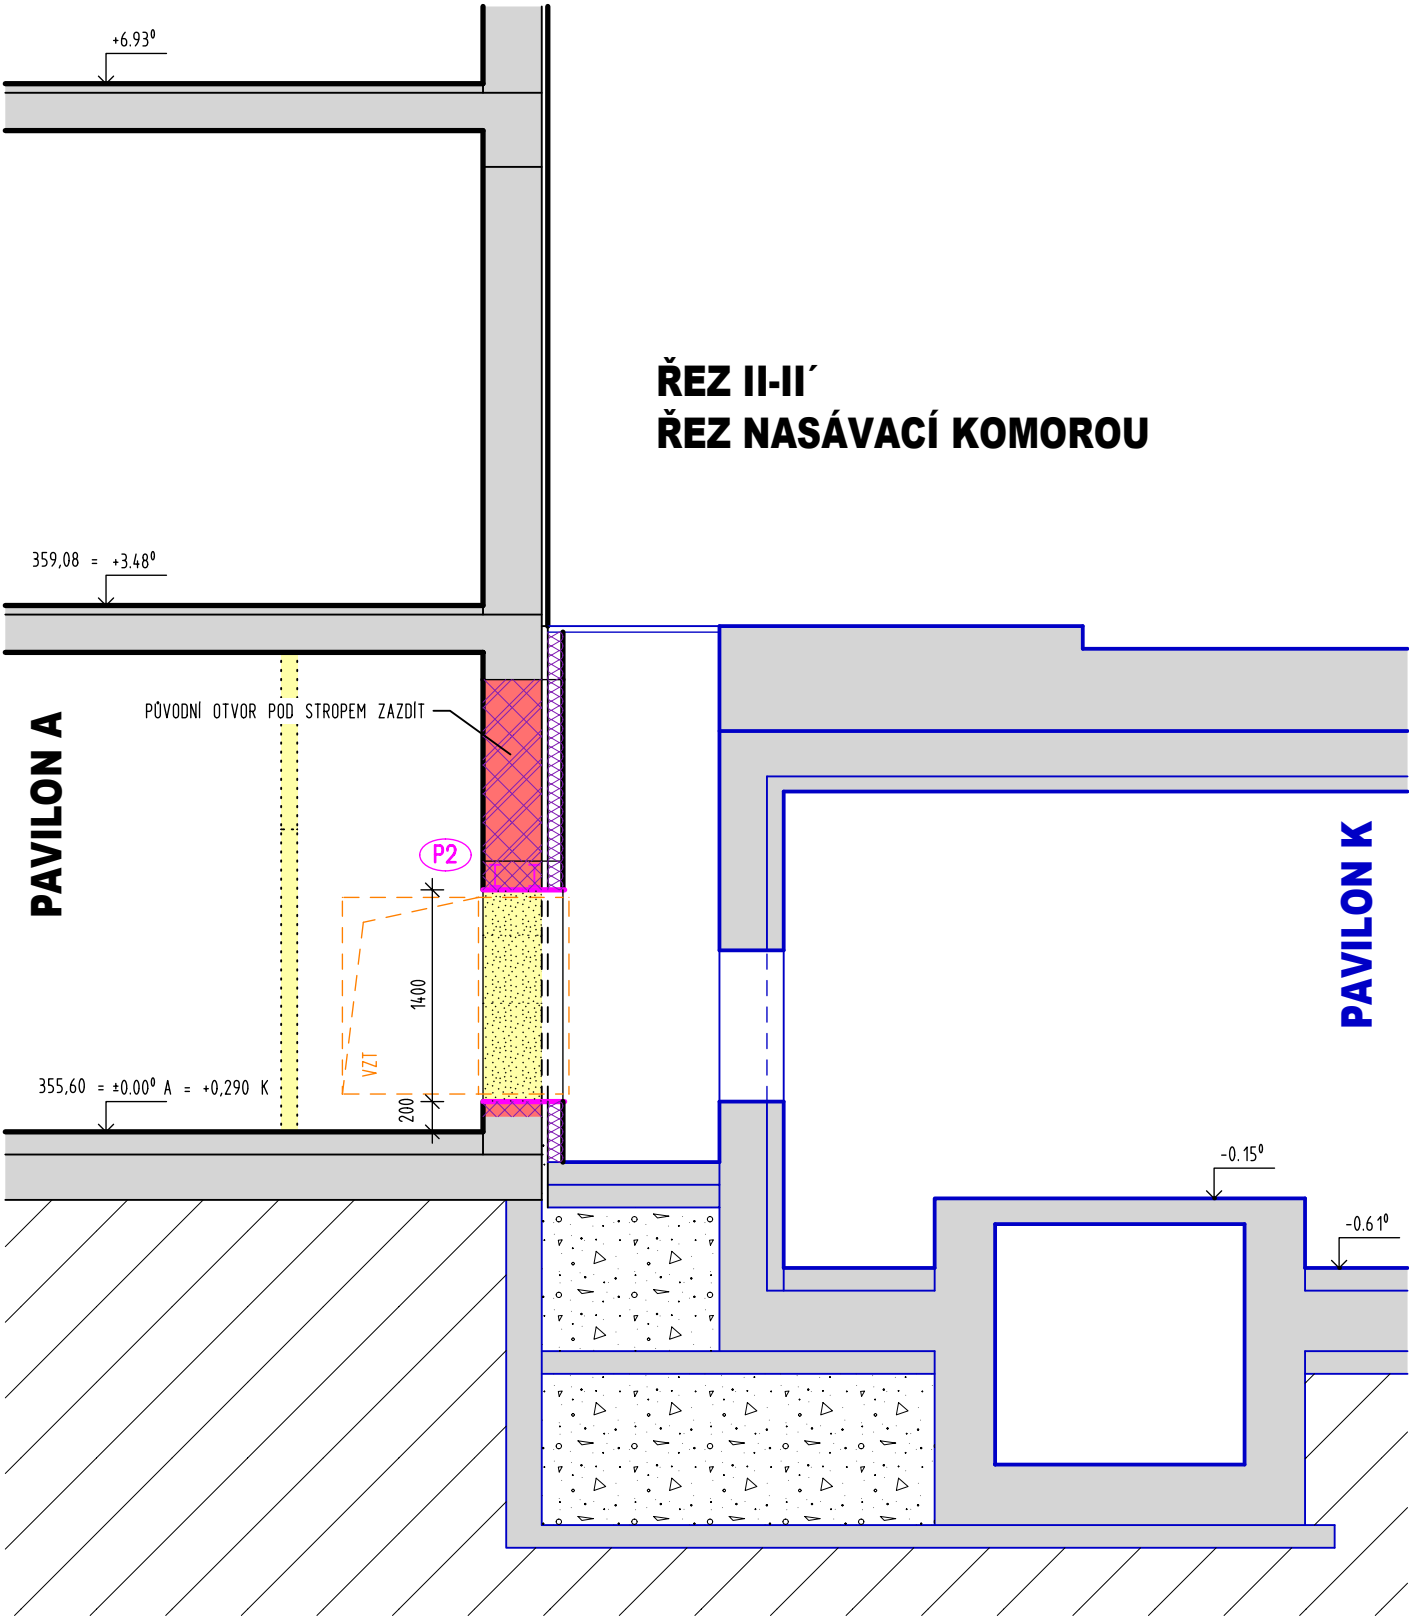 +6.93⁰
ŘEZ II-II´
ŘEZ NASÁVACÍ KOMOROU
359,08 = +3.48⁰
PAVILON A
PŮVODNÍ OTVOR POD STROPEM ZAZDÍT
P2
1400
VZT
200
355,60 = ±0.00⁰ A = +0,290 K
PAVILON K
-0.15⁰
-0.61⁰